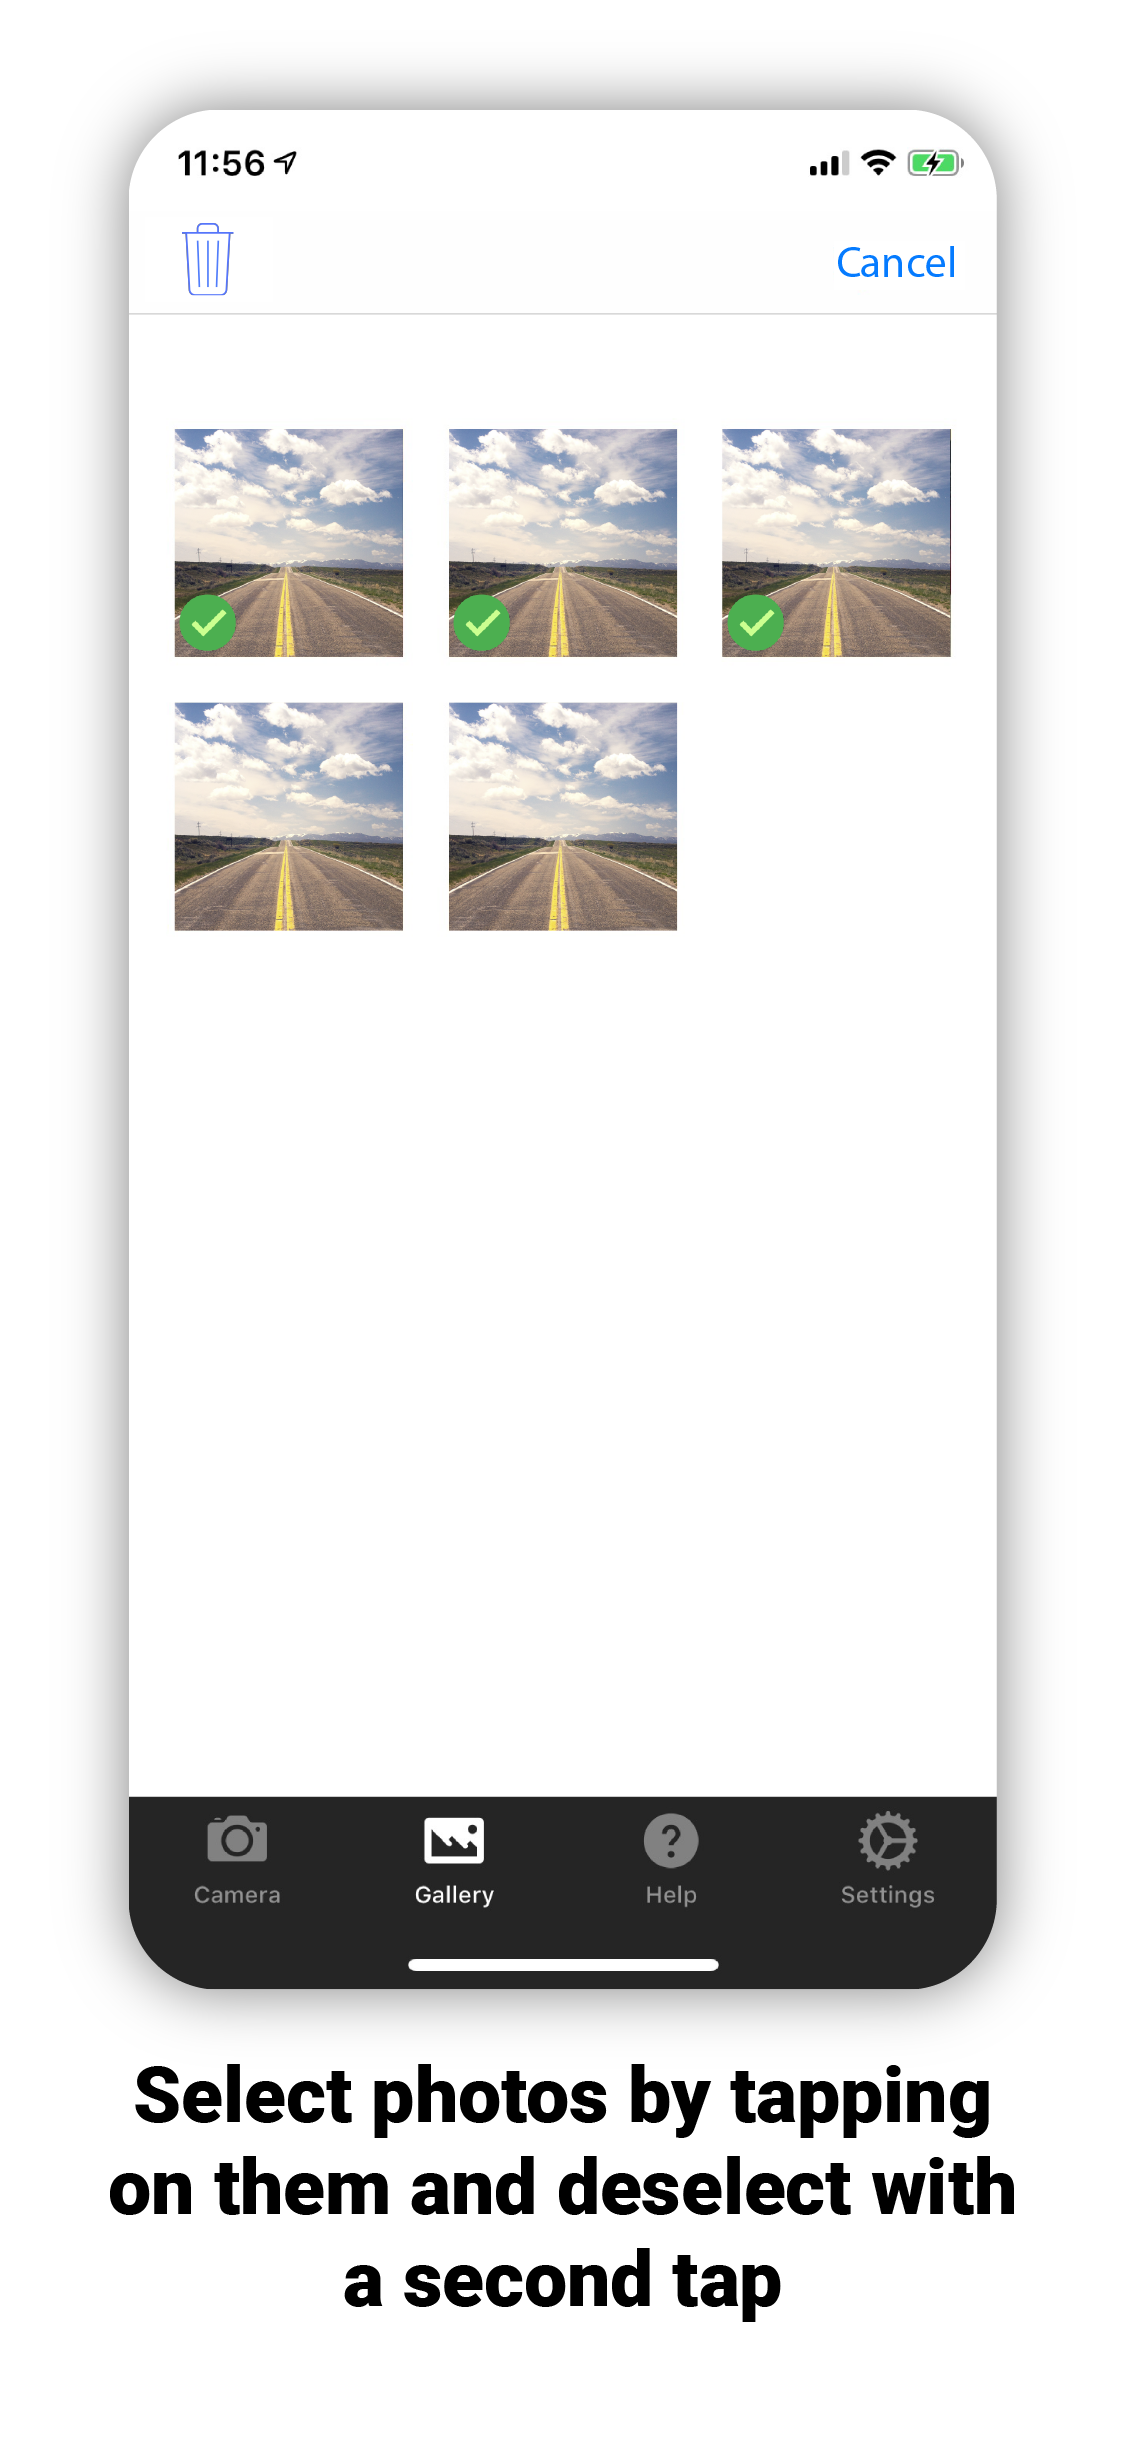 11:56
Cancel
Camera Gallery Help Settings
Select photos by tapping
on them and deselect with
a second tap